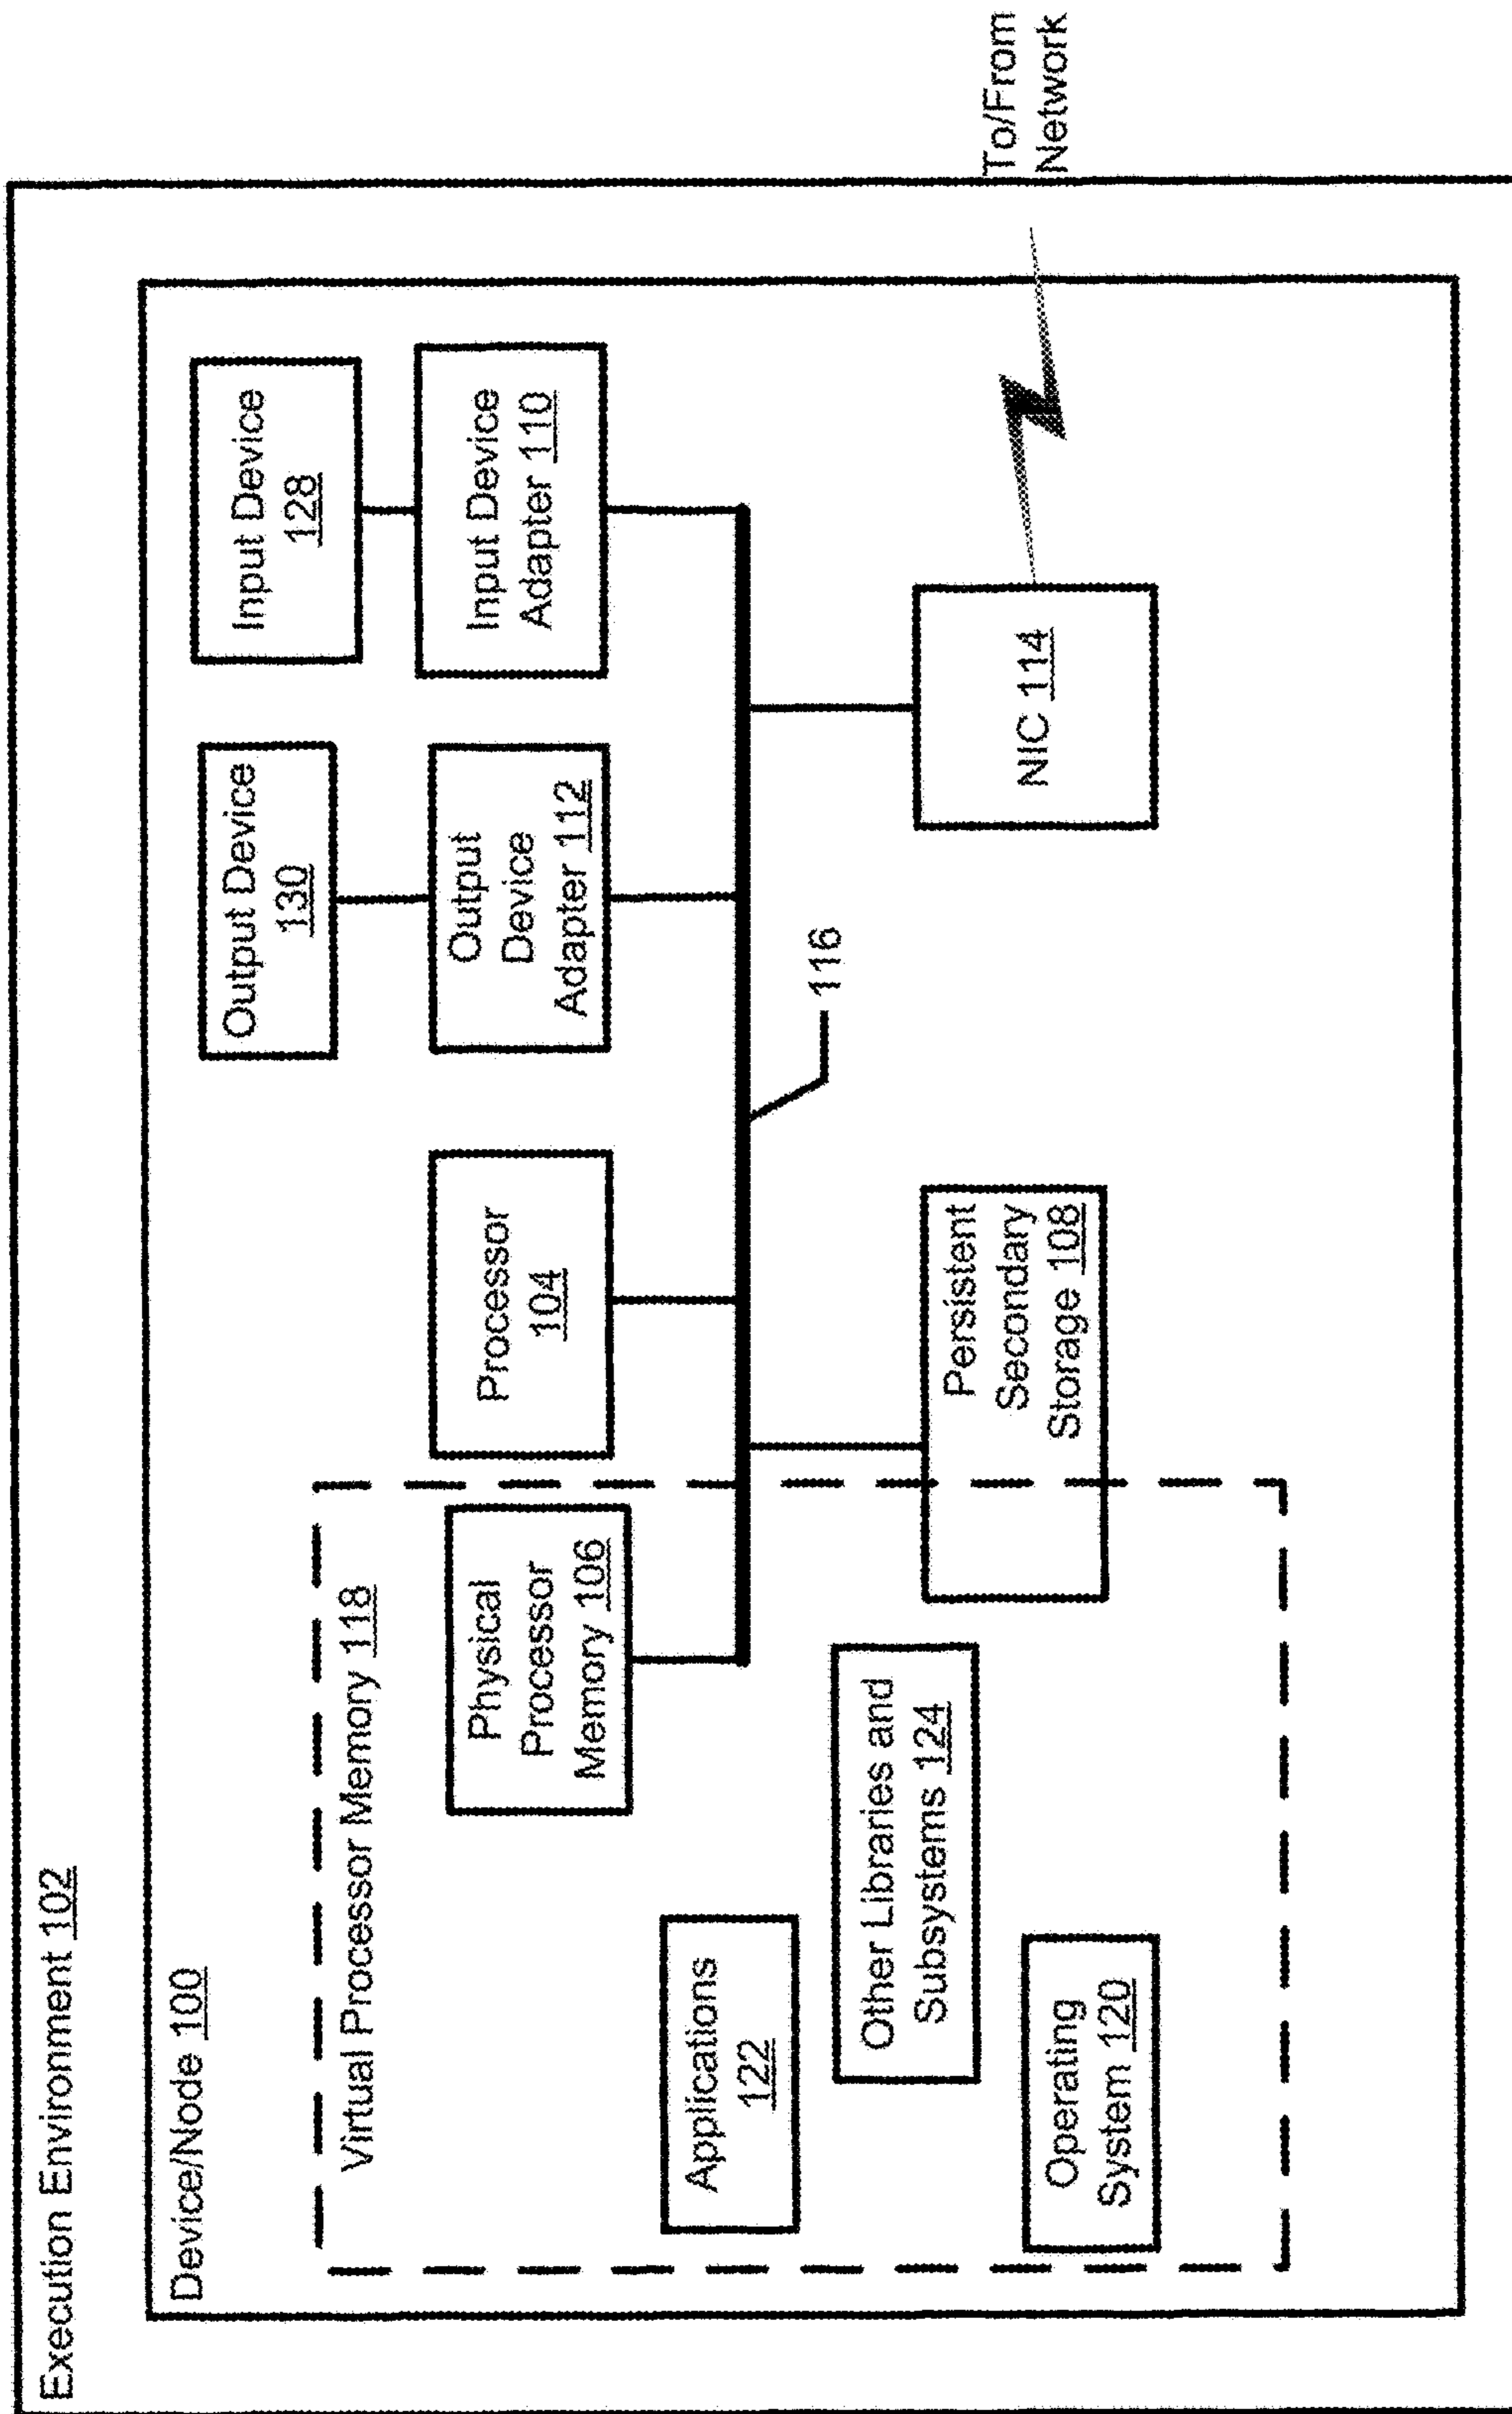 Execution Environment 102
Device/Node 100
Virtual Processor Memory 118
Output Device
130
Input Device
128
Physical
Processor
Memory 106
Processor
104
Output
Device
Adapter 112
Input Device
Adapter 110
Applications
122
116
Other Libraries and
Subsystems 124
Persistent
Secondary
Storage 108
NIC 114
To/From
Network
Operating
System 120